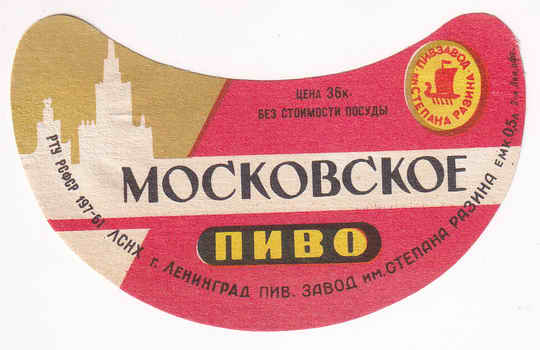 ЦЕНА 36К.
БЕЗ СТОИМОСТИ ПОСУДЫ
ПИВЗАВОД
ИМ. СТЕПАНА РАЗИНА
МОСКОВСКОЕ
ПИВО
РТУ РСФСР 197-61 ЛСНХ г. ЛЕНИНГРАД ПИВ. ЗАВОД им. СТЕПАНА РАЗИНА ЕМК. 0,5л